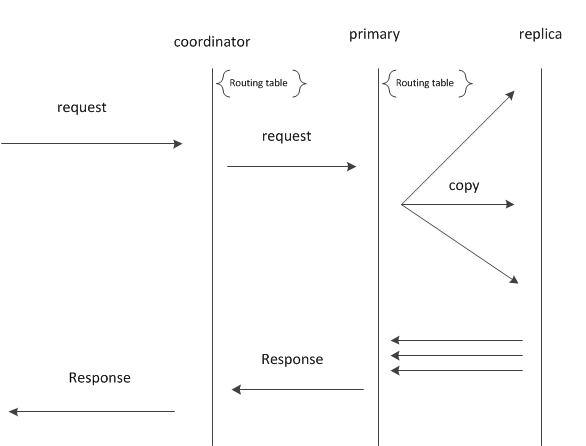 coordinator
primary
replica
Routing table
Routing table
request
request
copy
Response
Response